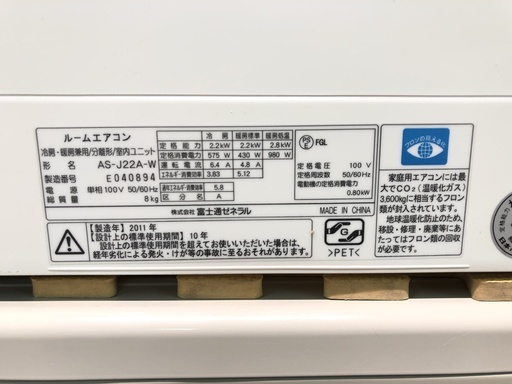 ルームエアコン
冷房・暖房兼用/分離形/室内ユニット
形 名 AS-J22A-W
製造番号 E040894
電 源 単相100V 50/60Hz
総 質 量 8kg
冷 房 暖房標準 暖房低温
定格能力 2.2kW 2.2kW 2.8kW
定格消費電力 575 W 430 W 980 W
運転電流 6.4 A 4.8 A
エネルギー消費効率 3.83 5.12
通年エネルギー消費効率 5.8
PS E FGL
定格電圧 100 V
定格周波数 50/60Hz
電動機の定格消費電力 0.80kW
株式会社 富士通ゼネラル MADE IN CHINA
【製造年】2011年
【設計上の標準使用期間】10年
設計上の標準使用期間を超えてお使いいただいた場合は、
経年劣化による発火・けが等の事故に至るおそれがあります。
>PET<
フロンの見える化
家庭用エアコンには最
大でCO₂（温暖化ガス）
3,600kgに相当するフロン
類が封入されています。
地球温暖化防止のため、
移設・修理・廃棄等にあ
たってはフロン類の回収
が必要です。